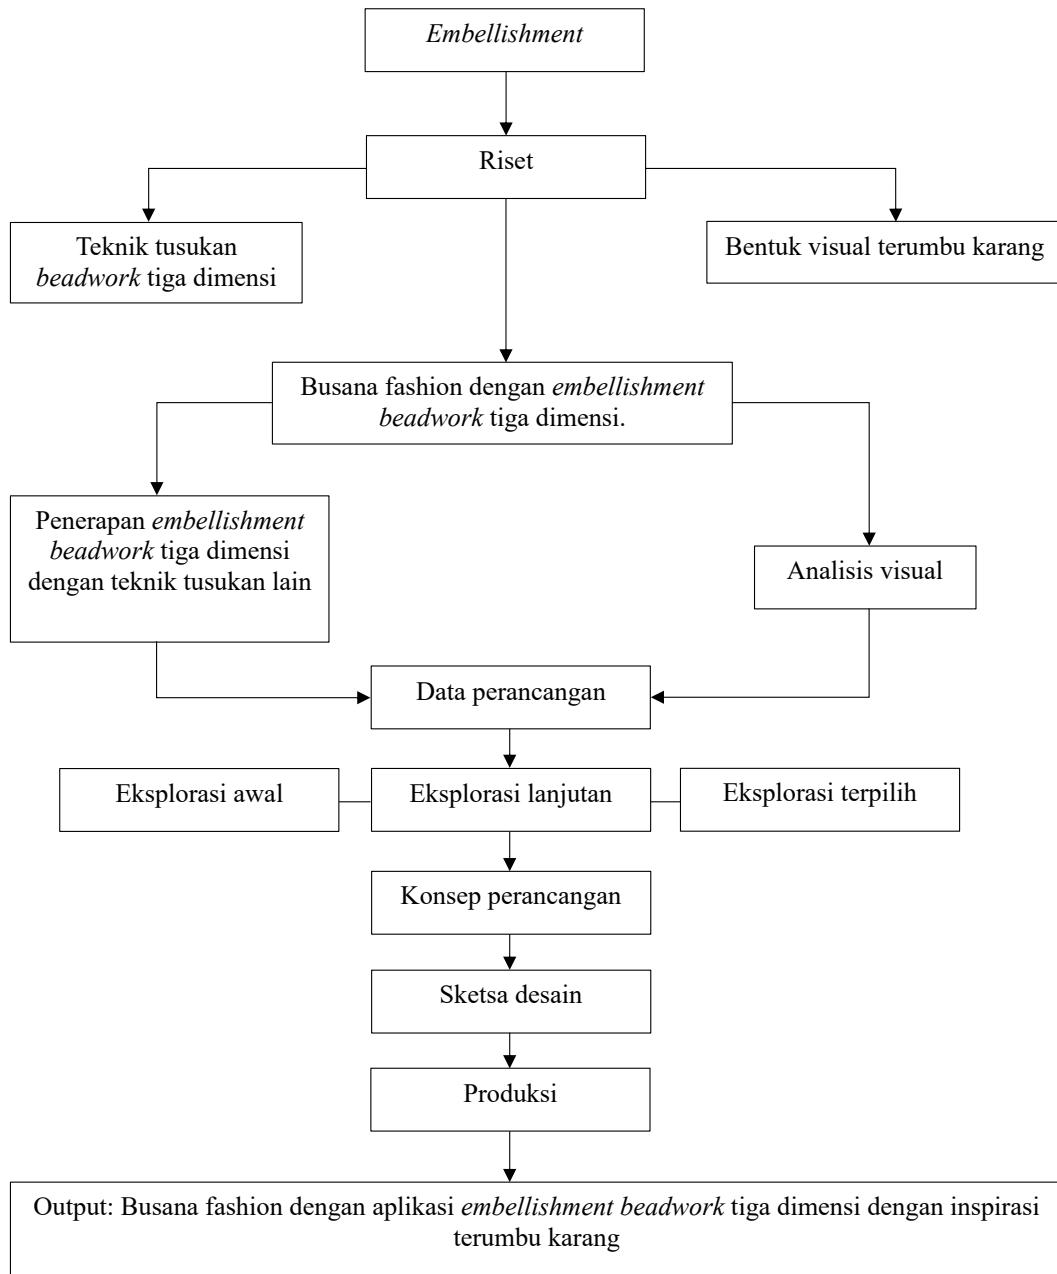 Embellishment
Riset
Teknik tusukan
beadwork tiga dimensi
Bentuk visual terumbu karang
Busana fashion dengan embellishment
beadwork tiga dimensi.
Penerapan embellishment
beadwork tiga dimensi
dengan teknik tusukan lain
Analisis visual
Data perancangan
Eksplorasi awal
Eksplorasi lanjutan
Eksplorasi terpilih
Konsep perancangan
Sketsa desain
Produksi
Output: Busana fashion dengan aplikasi embellishment beadwork tiga dimensi dengan inspirasi
terumbu karang